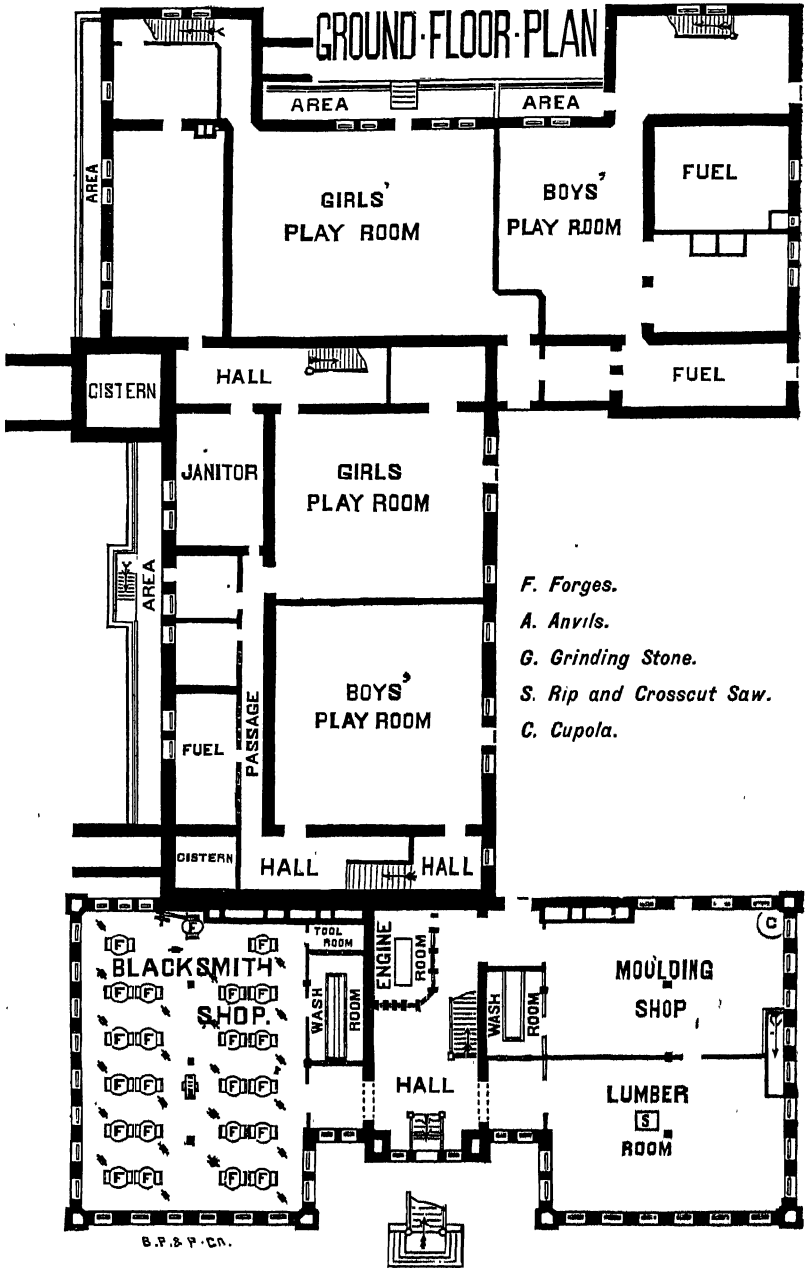 GROUND·FLOOR·PLAN
AREA
AREA
AREA
GIRLS'
PLAY ROOM
BOYS'
PLAY ROOM
FUEL
HALL
FUEL
CISTERN
JANITOR
GIRLS
PLAY ROOM
AREA
F. Forges.
A. Anvils.
G. Grinding Stone.
S. Rip and Crosscut Saw.
C. Cupola.
BOYS'
PLAY ROOM
PASSAGE
FUEL
CISTERN
HALL
HALL
F
TOOL
ROOM
ENGINE
ROOM
C
F
F
BLACKSMITH
SHOP.
MOULDING
SHOP
WASH
ROOM
WASH
ROOM
F F F F
F F F F
F F F F
HALL
LUMBER
S
ROOM
F F F F
F F F F
B.P.& P.Co.